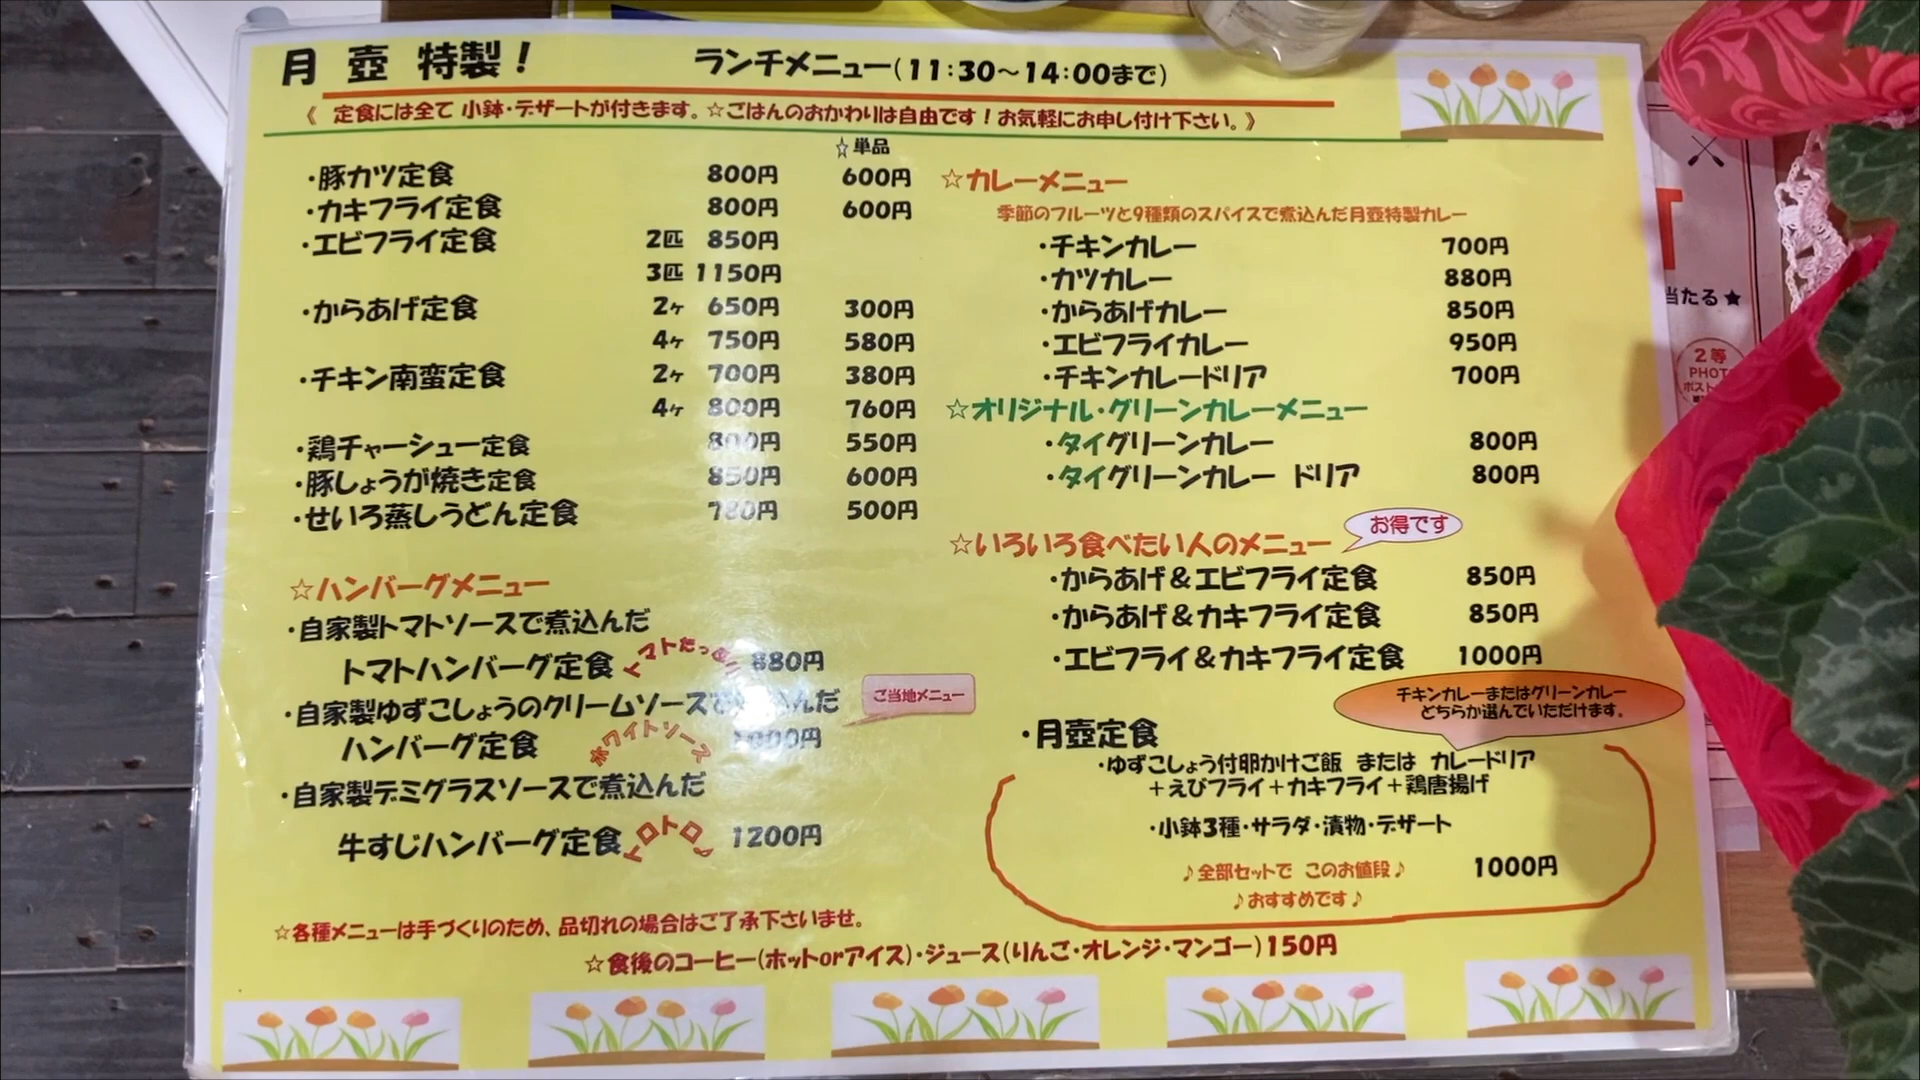 月 壺 特製！
ランチメニュー(11:30～14:00まで)
《 定食には全て 小鉢・デザートが付きます。☆ごはんのおかわりは自由です！お気軽にお申し付け下さい。》
☆単品
・豚カツ定食 800円 600円
・カキフライ定食 800円 600円
・エビフライ定食 2匹 850円
3匹 1150円
・からあげ定食 2ヶ 650円 300円
4ヶ 750円 580円
・チキン南蛮定食 2ヶ 700円 380円
4ヶ 800円 760円
・鶏チャーシュー定食 800円 550円
・豚しょうが焼き定食 850円 600円
・せいろ蒸しうどん定食 780円 500円
☆ハンバーグメニュー
・自家製トマトソースで煮込んだ
トマトハンバーグ定食 トマトたっぷり 880円
・自家製ゆずこしょうのクリームソースで煮込んだ
ご当地メニュー
ハンバーグ定食 ホワイトソース
・自家製デミグラスソースで煮込んだ
牛すじハンバーグ定食 トロトロ♪ 1200円
☆カレーメニュー
季節のフルーツと9種類のスパイスで煮込んだ月壺特製カレー
・チキンカレー 700円
・カツカレー 880円
・からあげカレー 850円
・エビフライカレー 950円
・チキンカレードリア 700円
☆オリジナル・グリーンカレーメニュー
・タイグリーンカレー 800円
・タイグリーンカレー ドリア 800円
☆いろいろ食べたい人のメニュー
お得です
・からあげ＆エビフライ定食 850円
・からあげ＆カキフライ定食 850円
・エビフライ＆カキフライ定食 1000円
チキンカレーまたはグリーンカレー
どちらか選んでいただけます。
・月壺定食
・ゆずこしょう付卵かけご飯 または カレードリア
＋えびフライ＋カキフライ＋鶏唐揚げ
・小鉢3種・サラダ・漬物・デザート
♪全部セットで このお値段♪ 1000円
♪おすすめです♪
☆各種メニューは手づくりのため、品切れの場合はご了承下さいませ。
☆食後のコーヒー(ホットorアイス)・ジュース(りんご・オレンジ・マンゴー)150円
T
当たる★
2等
PHOT
ポスト